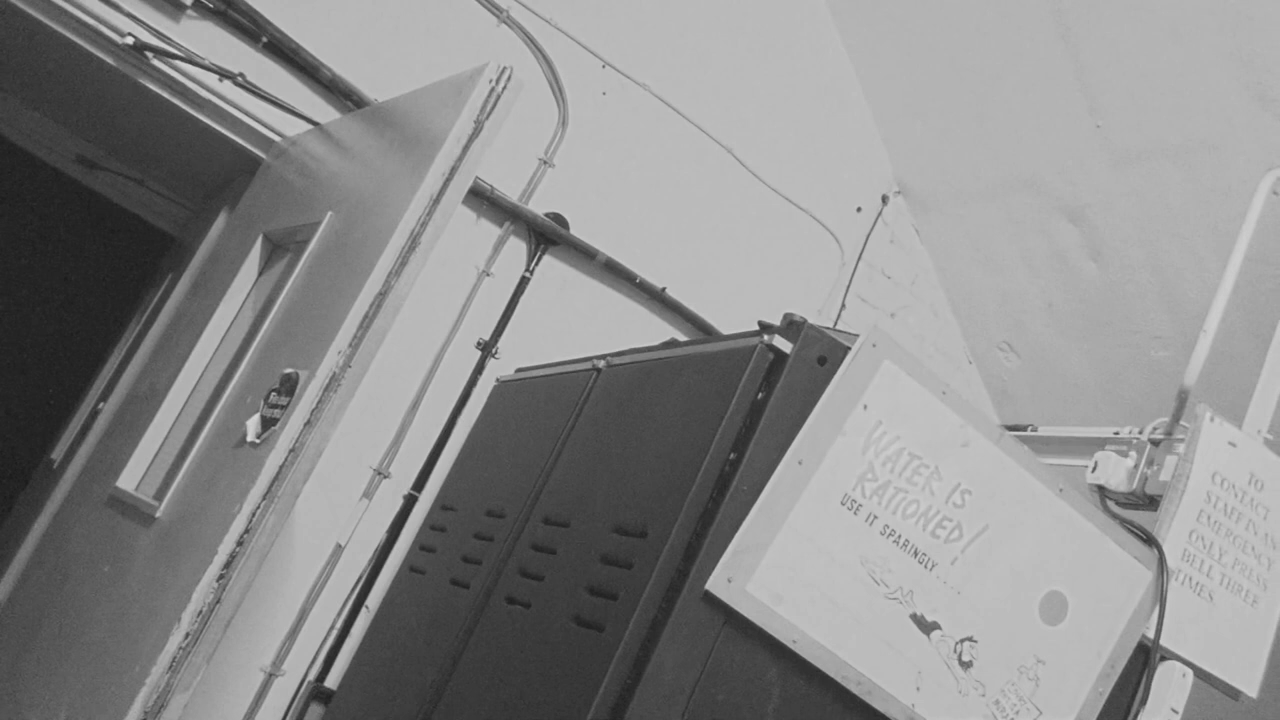 WATER IS
RATIONED!
USE IT SPARINGLY.....
TO
CONTACT
STAFF IN AN
EMERGENCY
ONLY, PRESS
BELL THREE
TIMES.